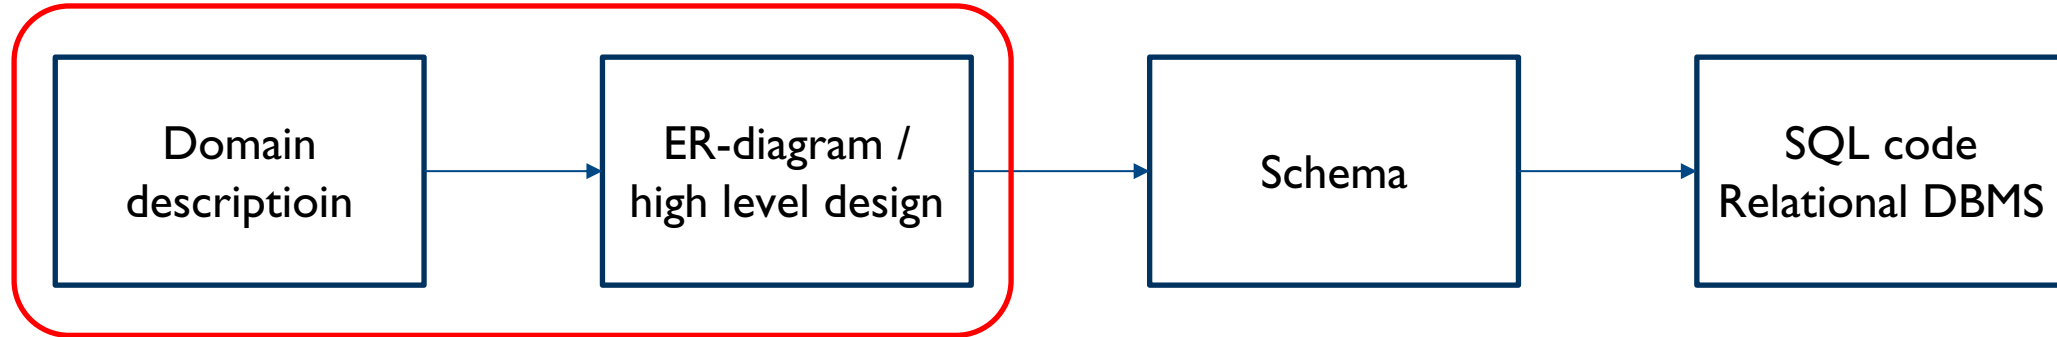 Domain
descriptioin
ER-diagram /
high level design
Schema
SQL code
Relational DBMS